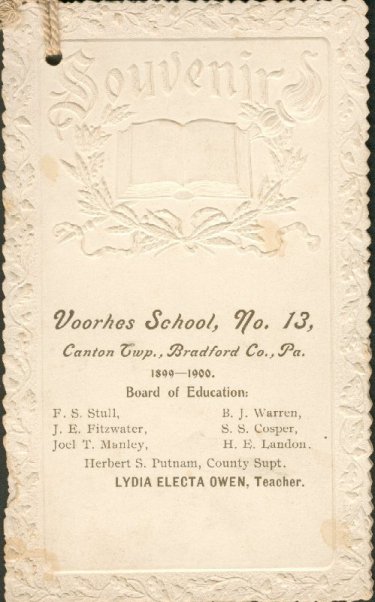 Souvenir
Voorhes School, No. 13,
Canton Twp., Bradford Co., Pa.
1899—1900.
Board of Education:
F. S. Stull, B. J. Warren,
J. E. Fitzwater, S. S. Cosper,
Joel T. Manley, H. E. Landon.
Herbert S. Putnam, County Supt.
LYDIA ELECTA OWEN, Teacher.